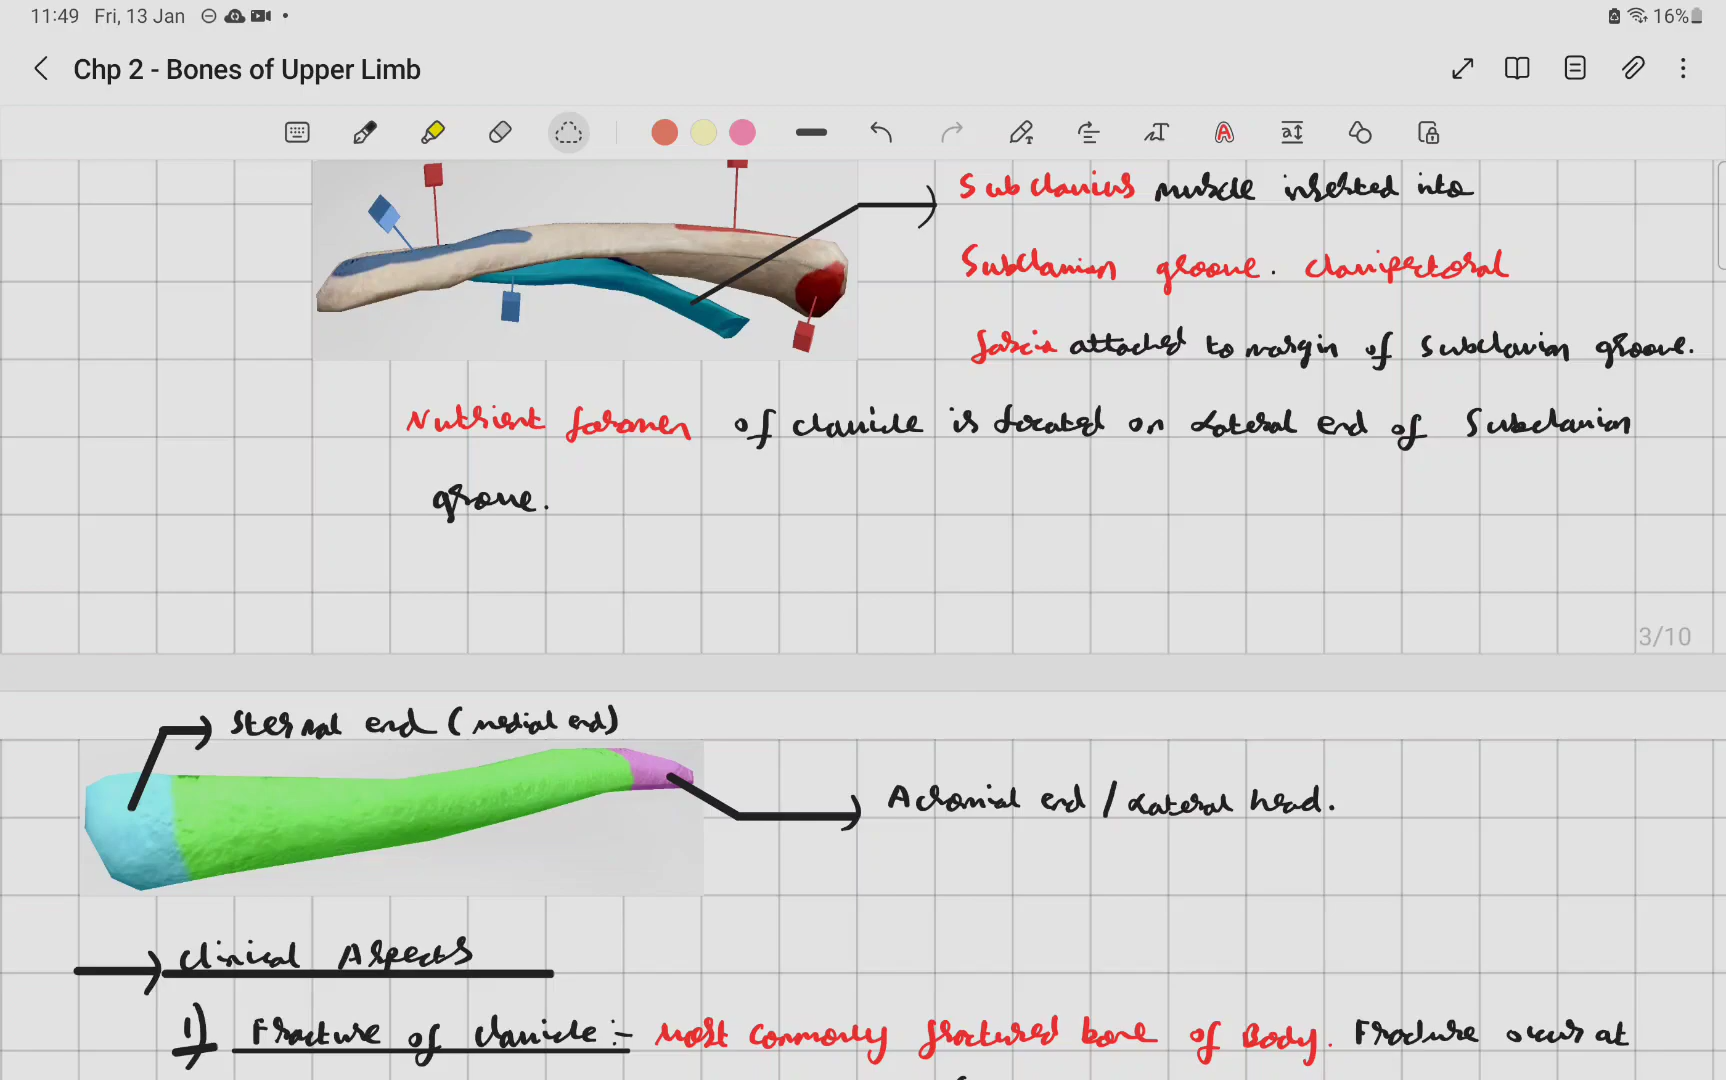 11:49 Fri, 13 Jan
16%
Chp 2 - Bones of Upper Limb
Subclavius muscle inserted into
Subclavian groove. Clavipectoral
fascia attached to margin of subclavian groove.
Nutrient foramen of clavicle is located on lateral end of subclavian
groove.
3/10
Sternal end (medial end)
Acromial end / Lateral head.
Clinical Aspects
1) Fracture of clavicle :- Most commonly fractured bone of Body. Fracture occurs at